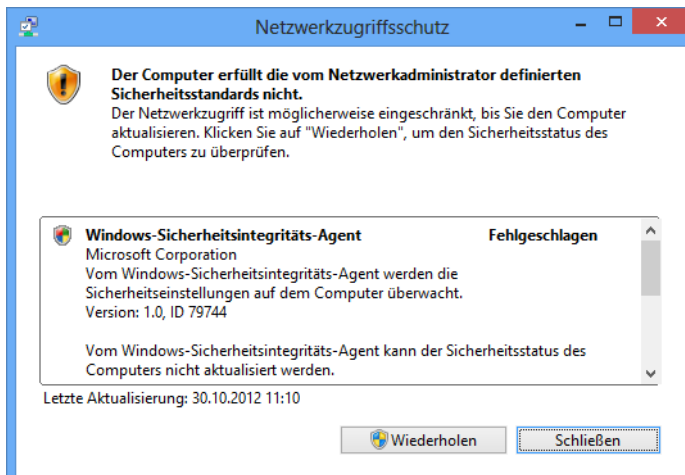 Netzwerkzugriffsschutz
Der Computer erfüllt die vom Netzwerkadministrator definierten
Sicherheitsstandards nicht.
Der Netzwerkzugriff ist möglicherweise eingeschränkt, bis Sie den Computer
aktualisieren. Klicken Sie auf "Wiederholen", um den Sicherheitsstatus des
Computers zu überprüfen.
Windows-Sicherheitsintegritäts-Agent Fehlgeschlagen
Microsoft Corporation
Vom Windows-Sicherheitsintegritäts-Agent werden die
Sicherheitseinstellungen auf dem Computer überwacht.
Version: 1.0, ID 79744
Vom Windows-Sicherheitsintegritäts-Agent kann der Sicherheitsstatus des
Computers nicht aktualisiert werden.
Letzte Aktualisierung: 30.10.2012 11:10
Wiederholen Schließen